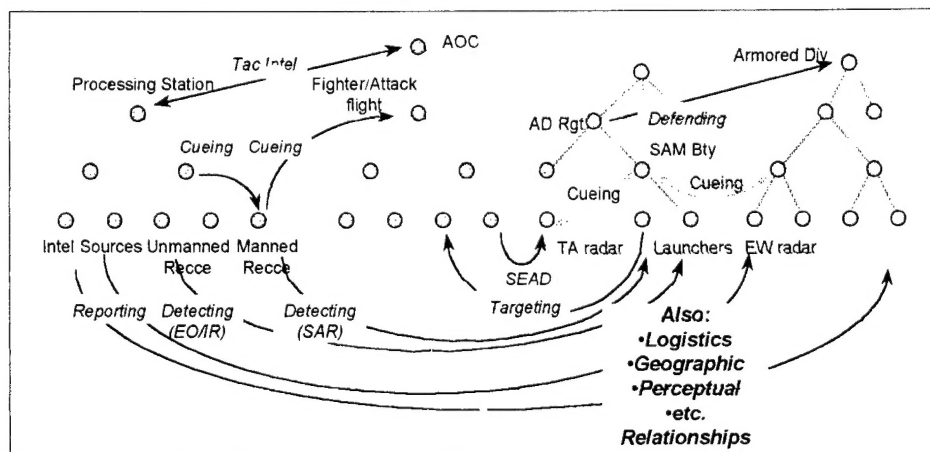 AOC
Tac Intel
Armored Div
Processing Station
Fighter/Attack
flight
AD Rgt
Defending
Cueing
Cueing
SAM Bty
Cueing
Cueing
Intel Sources
Unmanned
Recce
Manned
Recce
TA radar
Launchers
EW radar
SEAD
Targeting
Reporting
Detecting
(EO/IR)
Detecting
(SAR)
Also:
•Logistics
•Geographic
•Perceptual
•etc.
Relationships